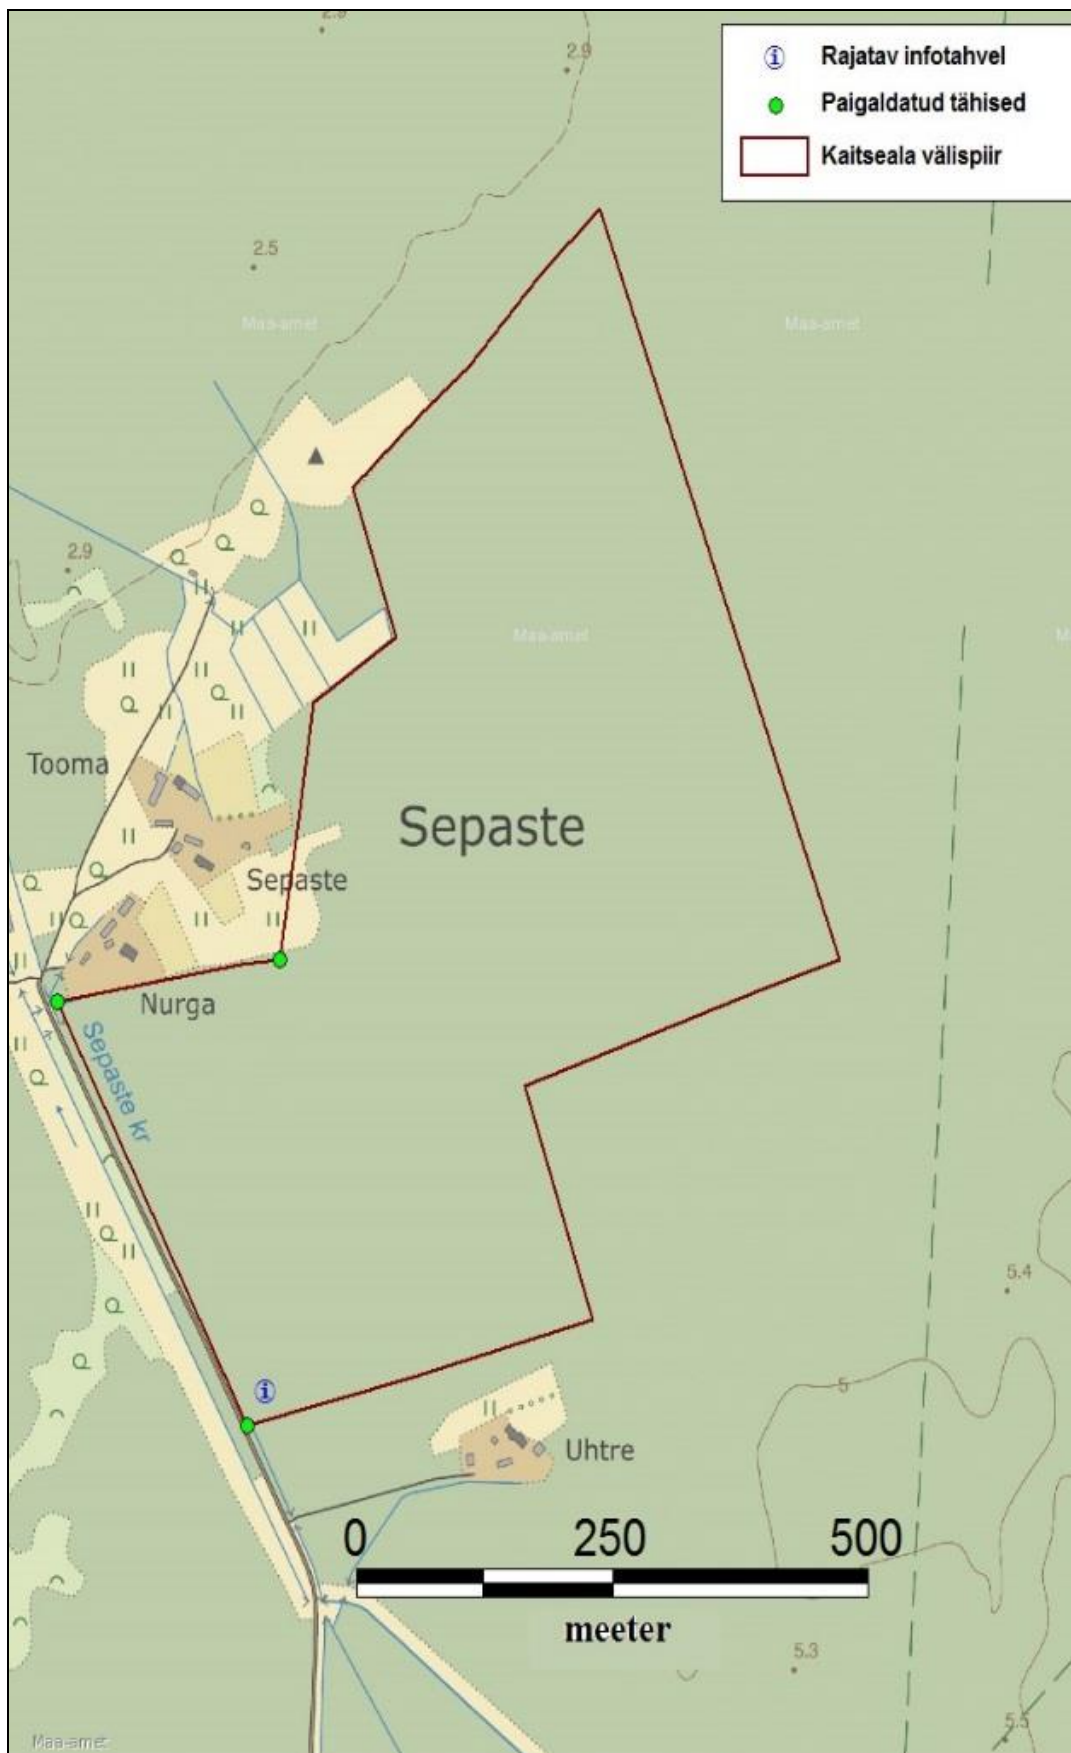 2.9
2.9
Rajatav infotahvel
Paigaldatud tähised
Kaitseala välispiir
2.5
Maa-amet
Maa-amet
2.9
Maa-amet
Tooma
Sepaste
Sepaste
Nurga
Sepaste kr
5.4
5
Uhtre
0 250 500
meeter
5.3
5.5
Maa-amet